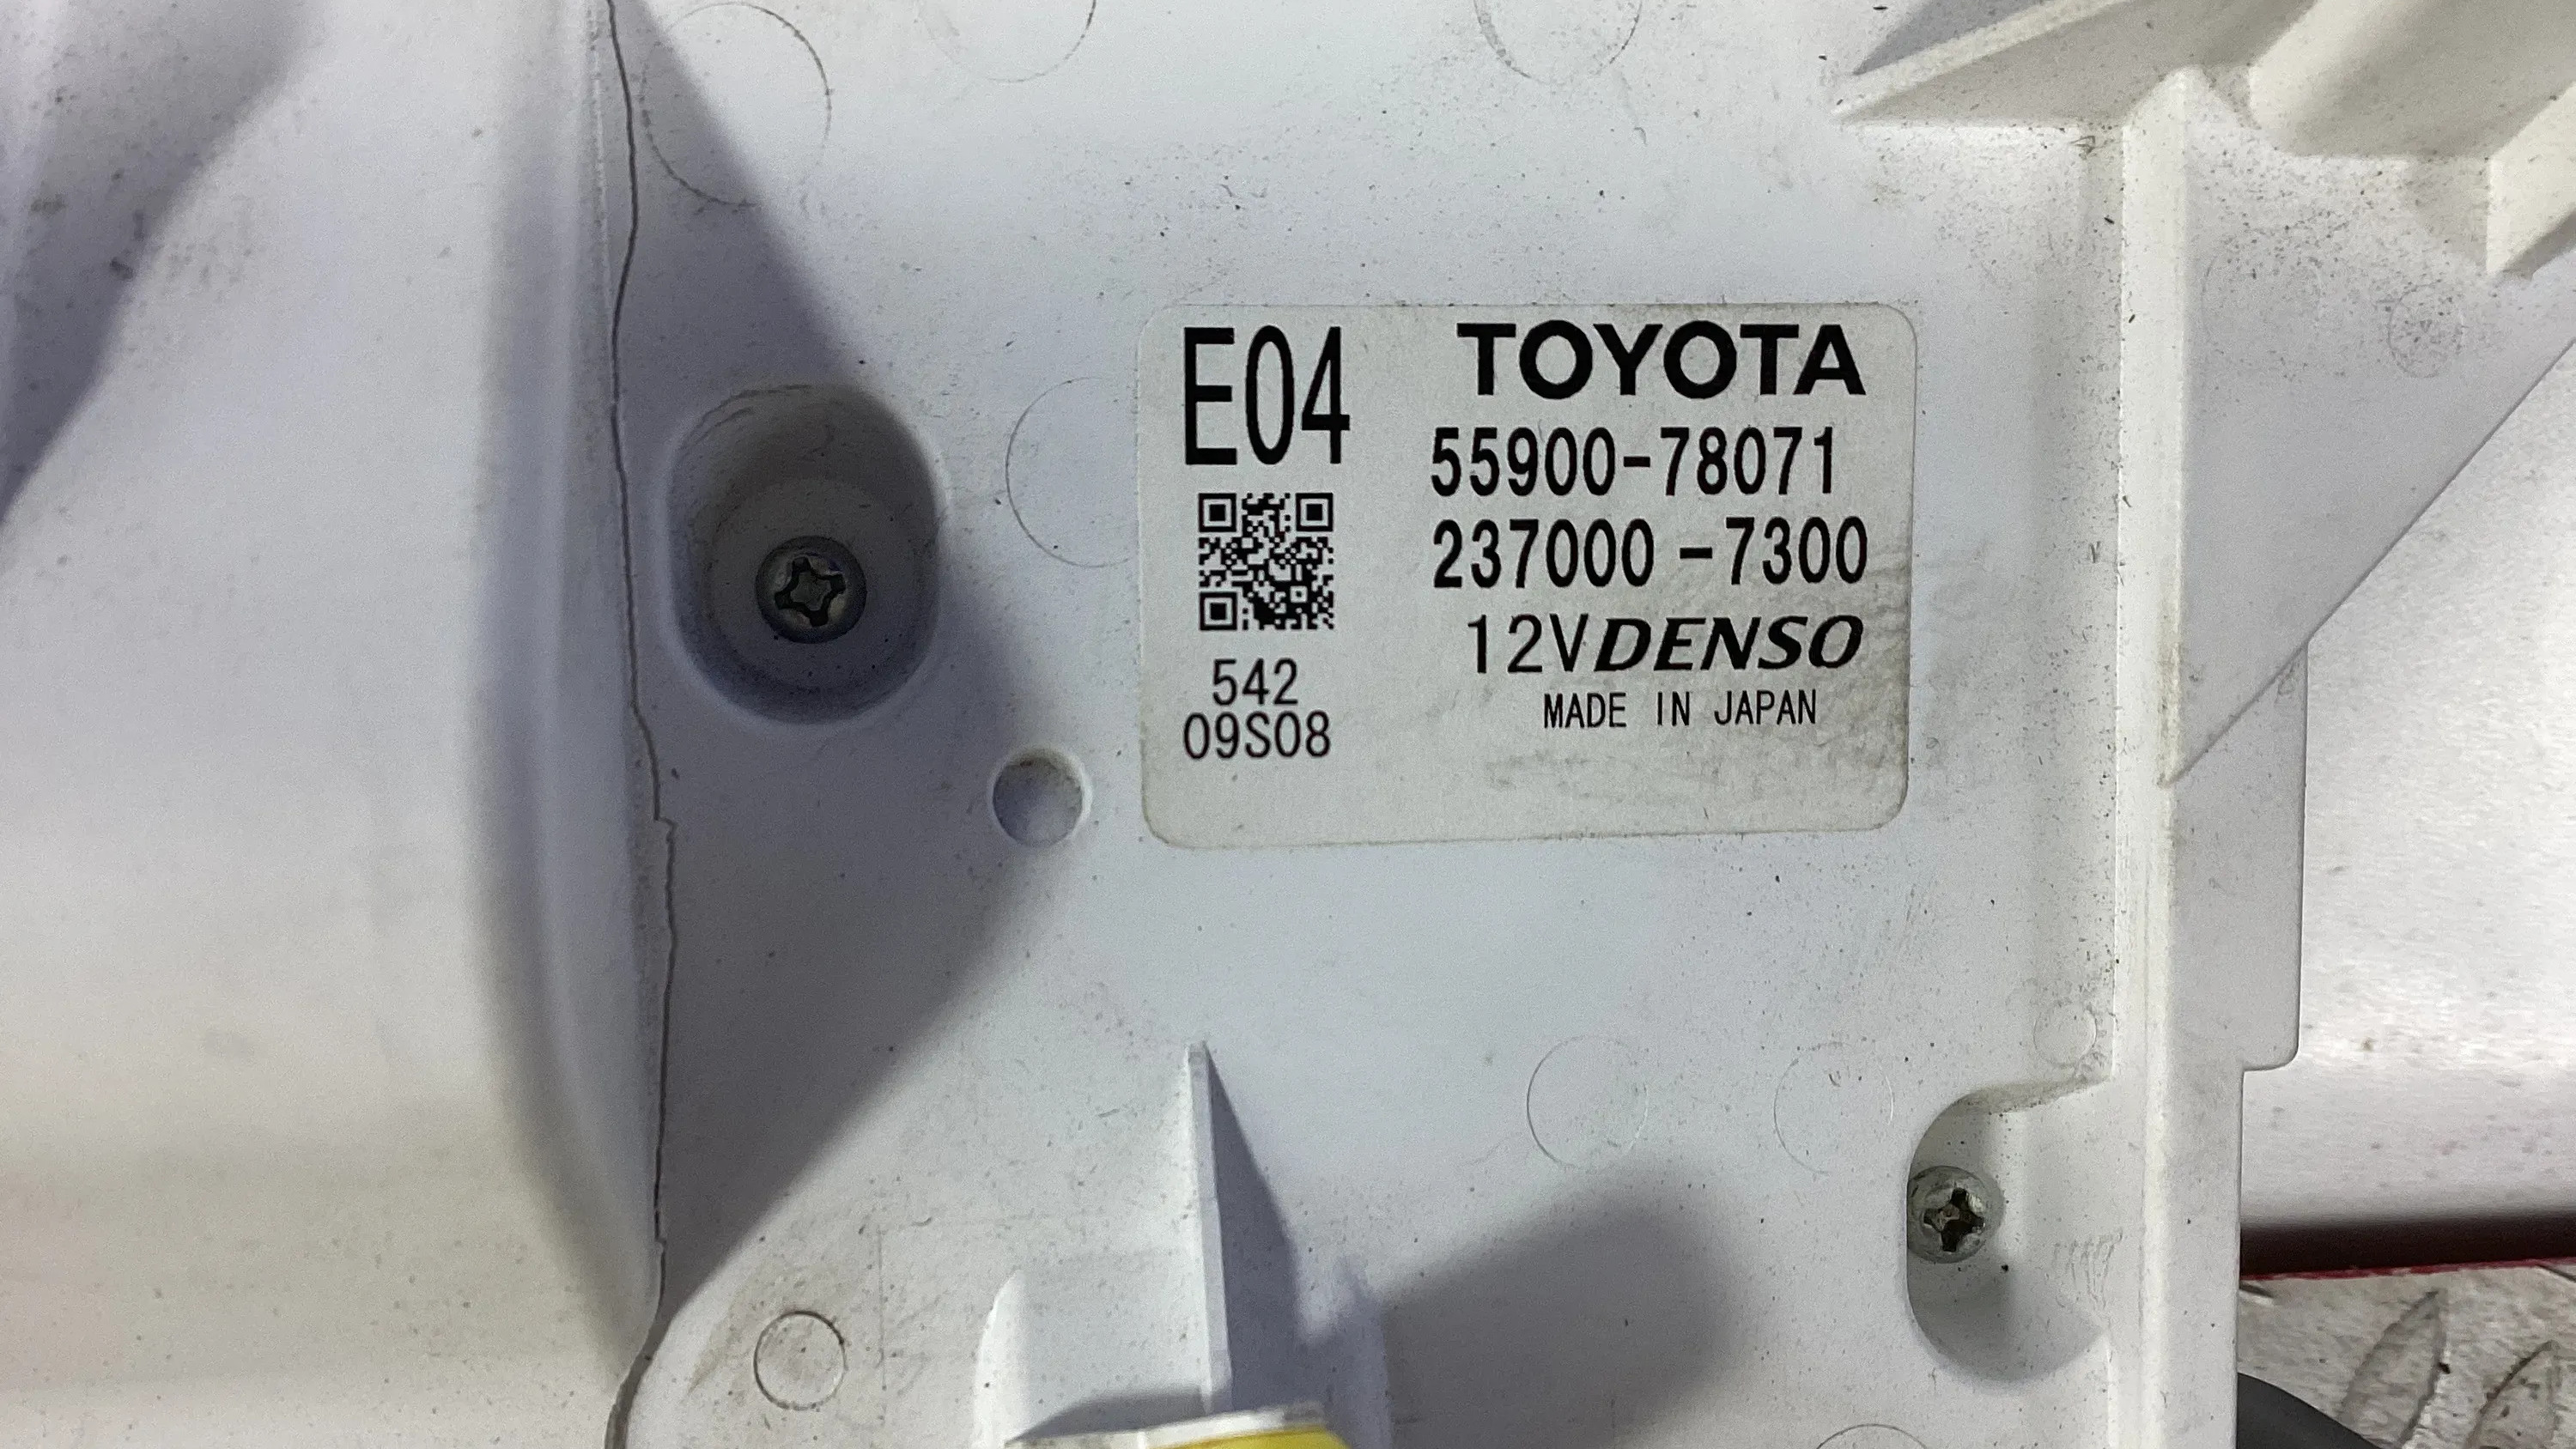 E04
542
09S08
TOYOTA
55900-78071
237000-7300
12V DENSO
MADE IN JAPAN